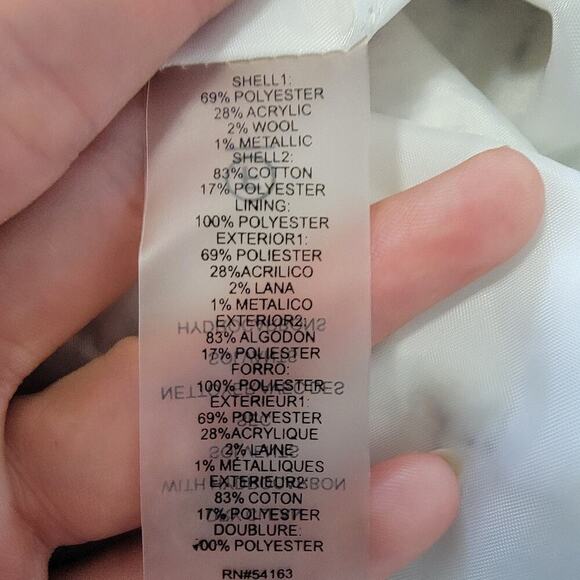 SHELL1:
69% POLYESTER
28% ACRYLIC
2% WOOL
1% METALLIC
SHELL2:
83% COTTON
17% POLYESTER
LINING:
100% POLYESTER
EXTERIOR1:
69% POLIESTER
28%ACRILICO
2% LANA
1% METALICO
EXTERIOR2:
83% ALGODÓN
17% POLIESTER
FORRO:
100% POLIESTER
EXTERIEUR1:
69% POLYESTER
28%ACRYLIQUE
2% LAINE
1% MÉTALLIQUES
EXTERIEUR2:
83% COTON
17% POLYESTER
DOUBLURE:
100% POLYESTER
RN#54163